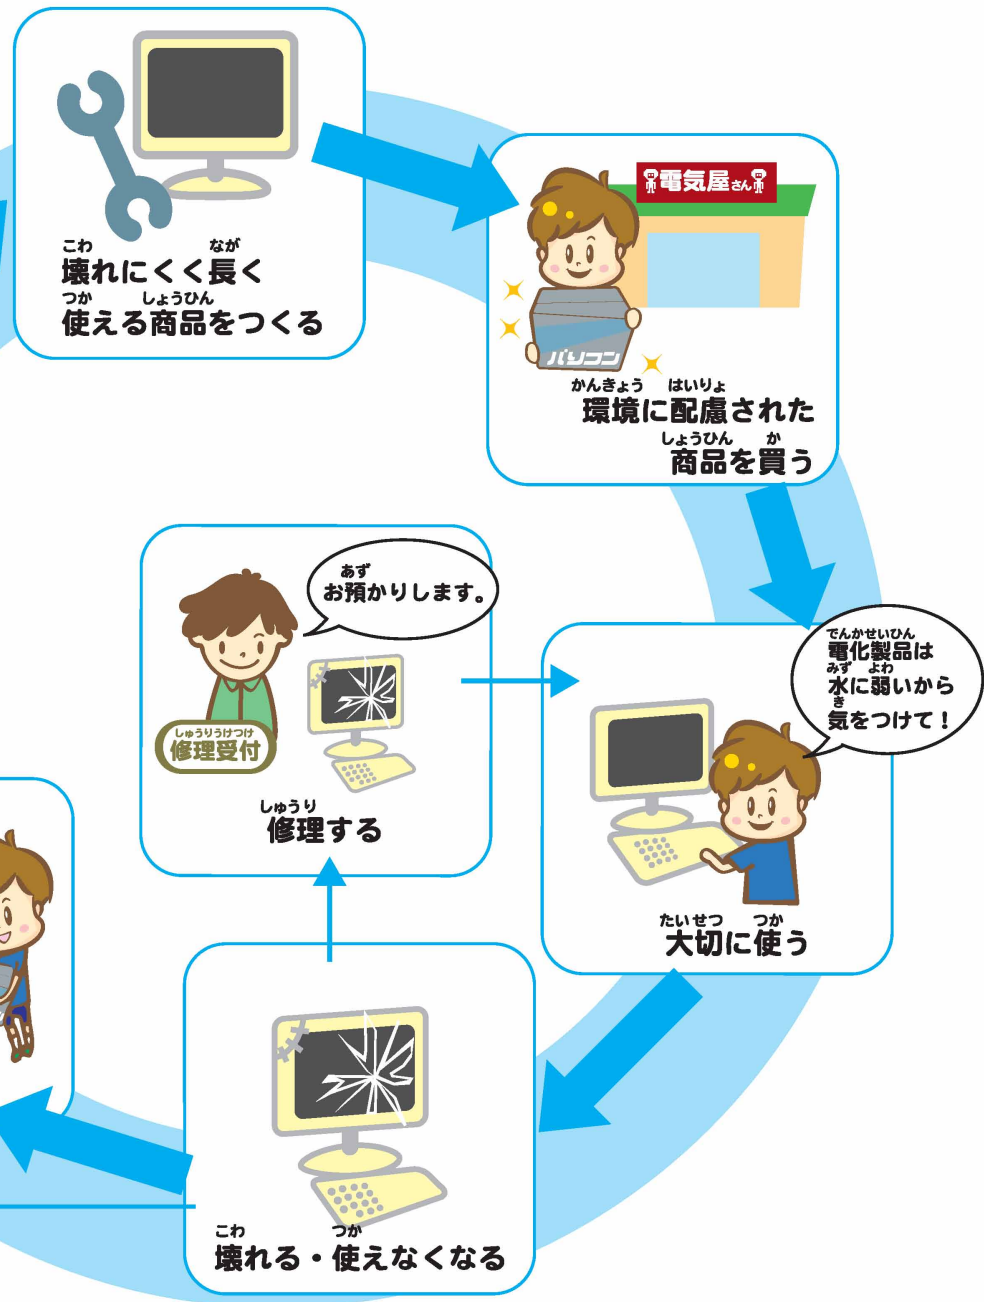 こわ なが
壊れにくく長く
つか しょうひん
使える商品をつくる
電気屋さん
パソコン
かんきょう はいりょ
環境に配慮された
しょうひん か
商品を買う
あず
お預かりします。
しゅうりうけつけ
修理受付
しゅうり
修理する
でんかせいひん
電化製品は
みず よわ
水に弱いから
き
気をつけて！
たいせつ つか
大切に使う
こわ つか
壊れる・使えなくなる